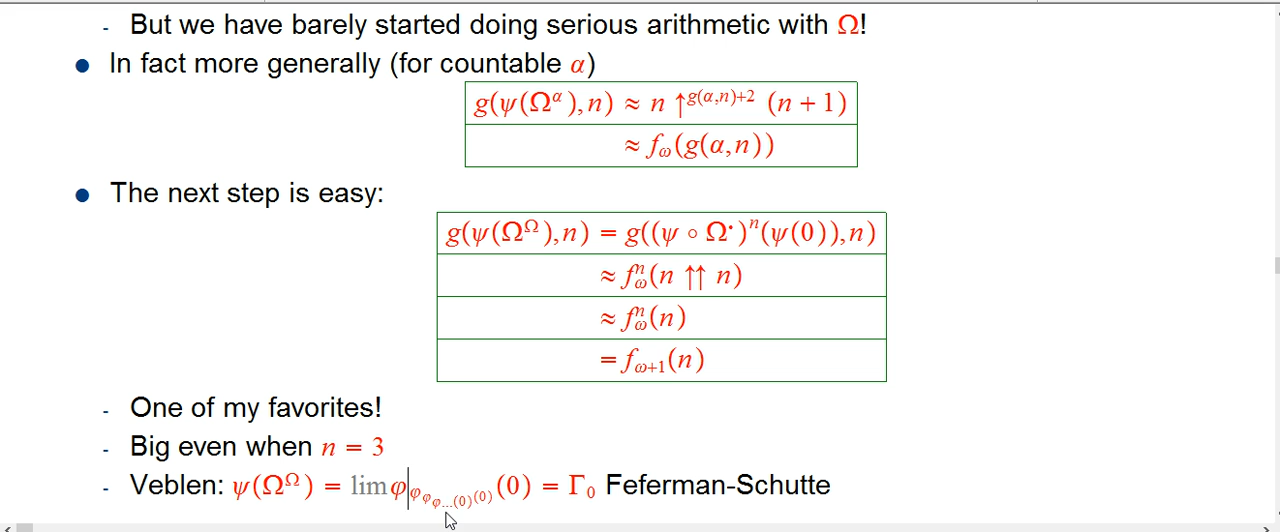 - But we have barely started doing serious arithmetic with Ω!
● In fact more generally (for countable α)
g(ψ(Ω^α), n) ≈ n ↑^{g(α,n)+2} (n + 1)
≈ f_ω(g(α, n))
● The next step is easy:
g(ψ(Ω^Ω), n) = g((ψ ∘ Ω^•)^n(ψ(0)), n)
≈ f_ω^n(n ↑↑ n)
≈ f_ω^n(n)
= f_{ω+1}(n)
- One of my favorites!
- Big even when n = 3
- Veblen: ψ(Ω^Ω) = lim φ_{φ_{φ_{φ…(0)}(0)}}(0) = Γ₀ Feferman-Schutte